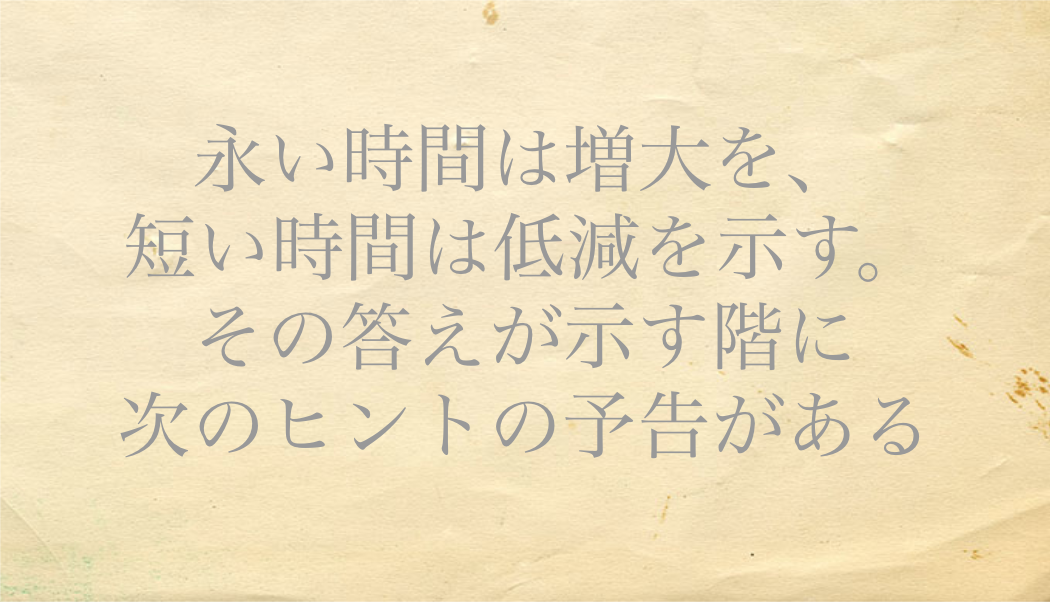 永い時間は増大を、
短い時間は低減を示す。
その答えが示す階に
次のヒントの予告がある